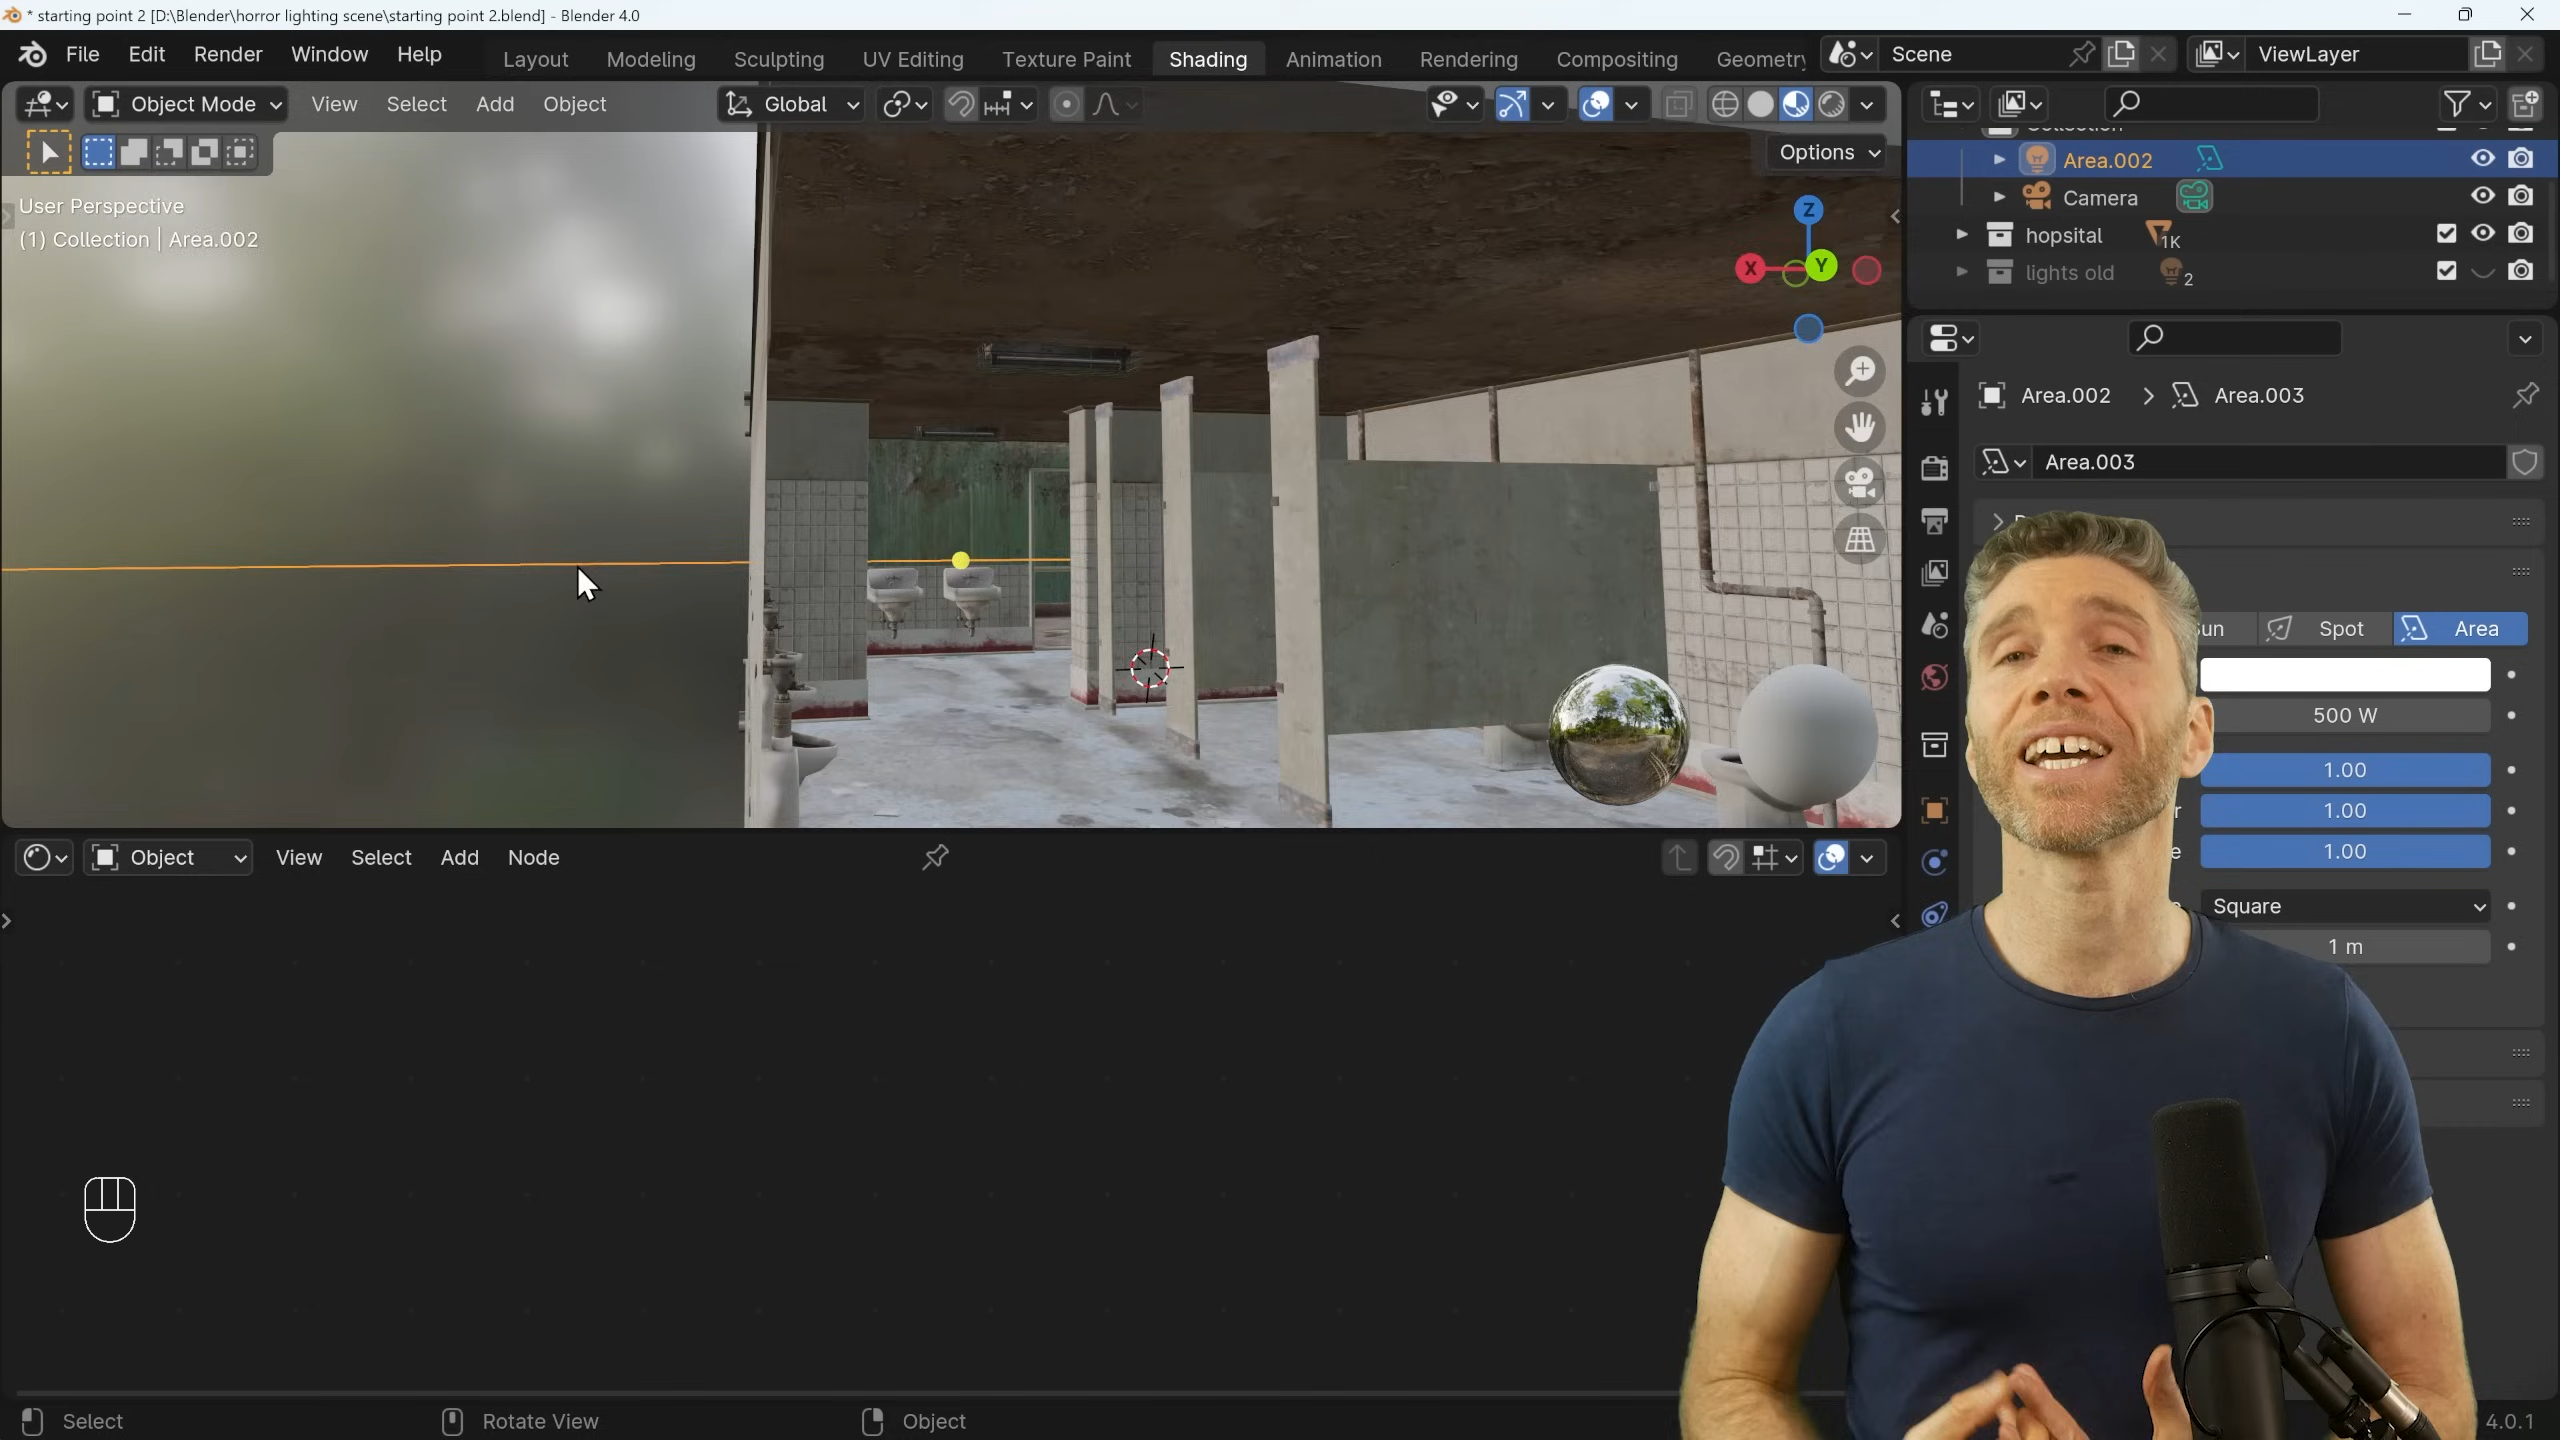 * starting point 2 [D:\Blender\horror lighting scene\starting point 2.blend] - Blender 4.0
File Edit Render Window Help Layout Modeling Sculpting UV Editing Texture Paint Shading Animation Rendering Compositing Geometry Scene ViewLayer
Object Mode View Select Add Object Global
Options
User Perspective
(1) Collection | Area.002
Z
X
Y
Collection
Area.002
Camera
hopsital 1K
lights old 2
Area.002 > Area.003
Area.003
Spot Area
500 W
1.00
1.00
1.00
Square
1 m
Object View Select Add Node
Select Rotate View Object 4.0.1